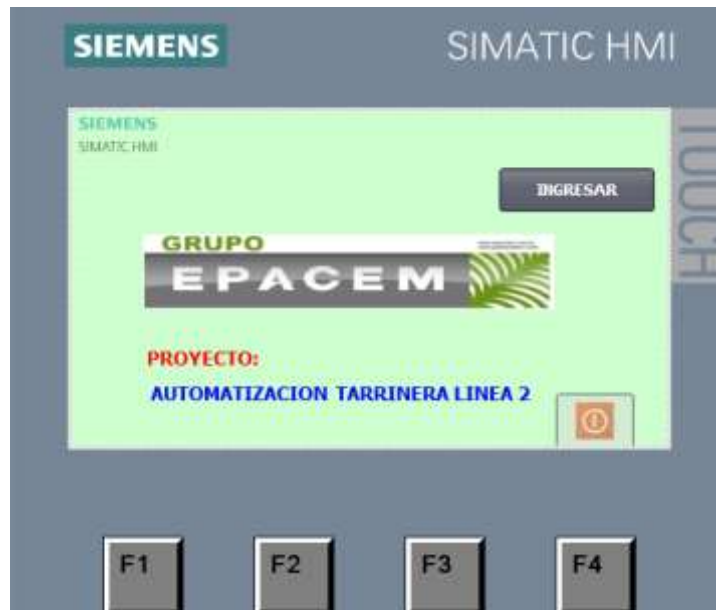 SIEMENS
SIMATIC HMI
SIEMENS
SIMATIC HMI
TOUCH
INGRESAR
GRUPO
EPACEM
PROYECTO:
AUTOMATIZACION TARRINERA LINEA 2
F1
F2
F3
F4